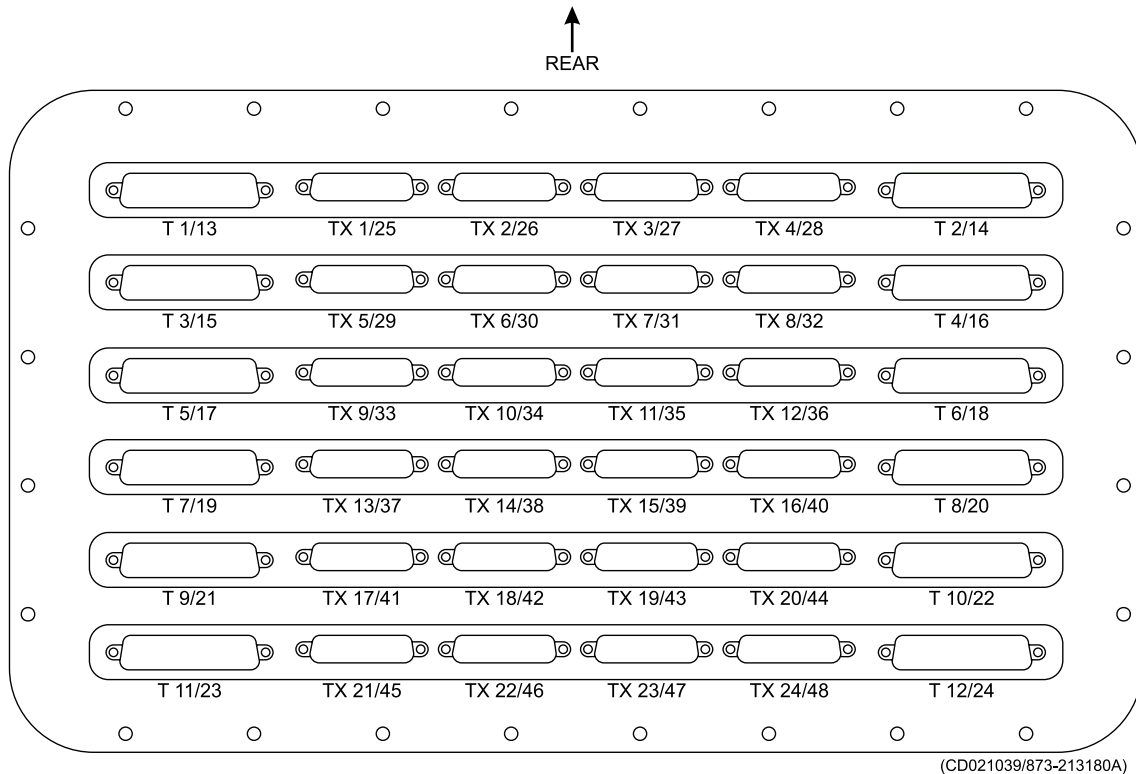 REAR
T 1/13 TX 1/25 TX 2/26 TX 3/27 TX 4/28 T 2/14
T 3/15 TX 5/29 TX 6/30 TX 7/31 TX 8/32 T 4/16
T 5/17 TX 9/33 TX 10/34 TX 11/35 TX 12/36 T 6/18
T 7/19 TX 13/37 TX 14/38 TX 15/39 TX 16/40 T 8/20
T 9/21 TX 17/41 TX 18/42 TX 19/43 TX 20/44 T 10/22
T 11/23 TX 21/45 TX 22/46 TX 23/47 TX 24/48 T 12/24
(CD021039/873-213180A)